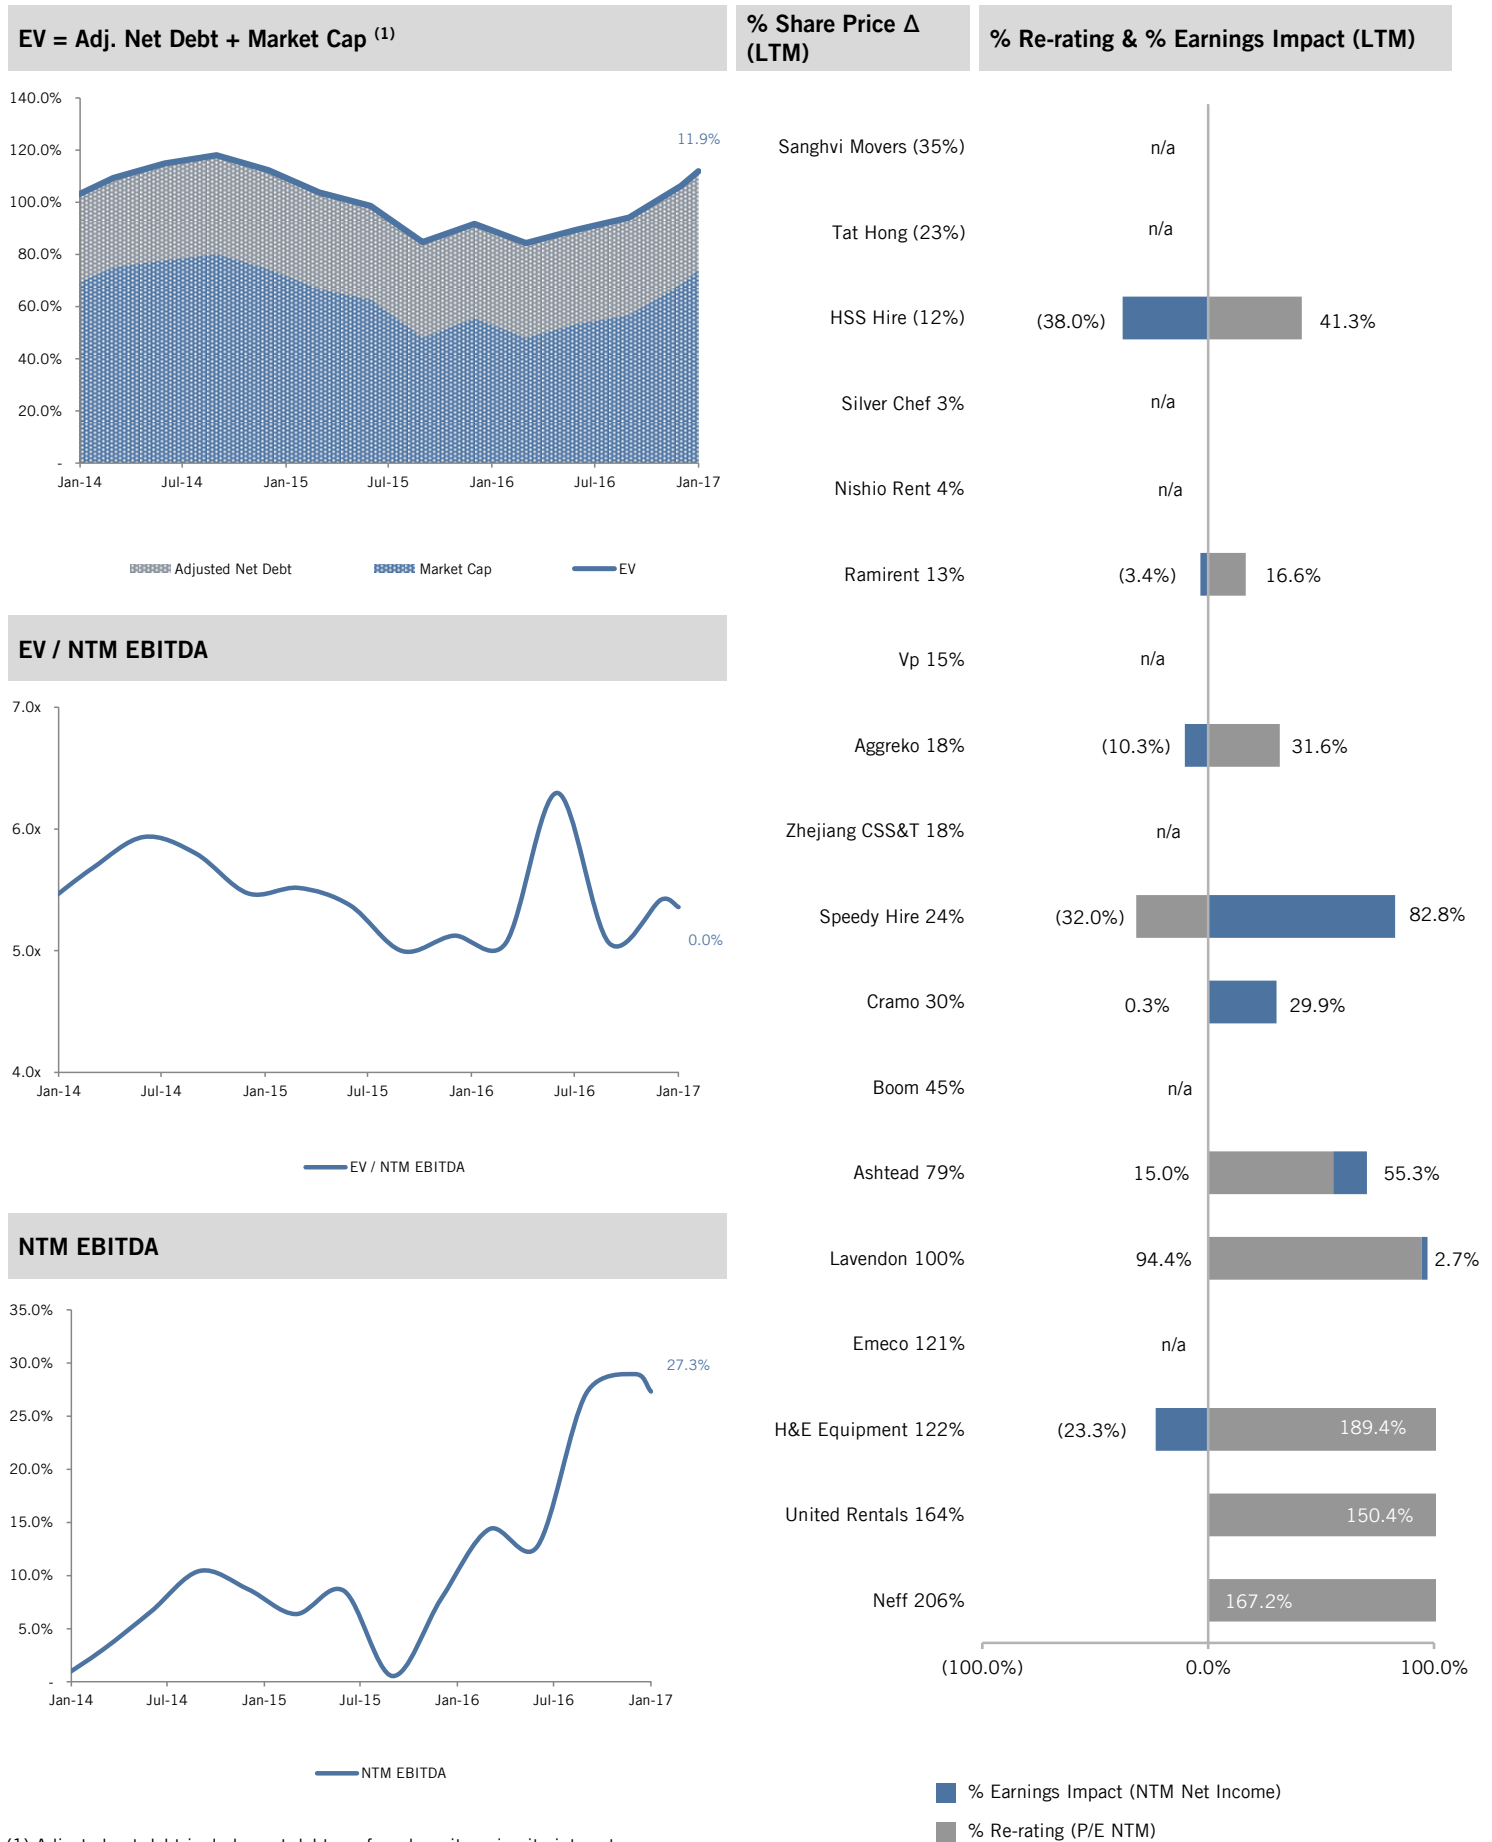 EV = Adj. Net Debt + Market Cap (1)
140.0%
120.0%
100.0%
80.0%
60.0%
40.0%
20.0%
-
11.9%
Jan-14 Jul-14 Jan-15 Jul-15 Jan-16 Jul-16 Jan-17
Adjusted Net Debt Market Cap EV
EV / NTM EBITDA
7.0x
6.0x
5.0x
4.0x
0.0%
Jan-14 Jul-14 Jan-15 Jul-15 Jan-16 Jul-16 Jan-17
EV / NTM EBITDA
NTM EBITDA
35.0%
30.0%
25.0%
20.0%
15.0%
10.0%
5.0%
-
27.3%
Jan-14 Jul-14 Jan-15 Jul-15 Jan-16 Jul-16 Jan-17
NTM EBITDA
% Share Price Δ
(LTM)
% Re-rating & % Earnings Impact (LTM)
Sanghvi Movers (35%) n/a
Tat Hong (23%) n/a
HSS Hire (12%) (38.0%) 41.3%
Silver Chef 3% n/a
Nishio Rent 4% n/a
Ramirent 13% (3.4%) 16.6%
Vp 15% n/a
Aggreko 18% (10.3%) 31.6%
Zhejiang CSS&T 18% n/a
Speedy Hire 24% (32.0%) 82.8%
Cramo 30% 0.3% 29.9%
Boom 45% n/a
Ashtead 79% 15.0% 55.3%
Lavendon 100% 94.4% 2.7%
Emeco 121% n/a
H&E Equipment 122% (23.3%) 189.4%
United Rentals 164% 150.4%
Neff 206% 167.2%
(100.0%) 0.0% 100.0%
% Earnings Impact (NTM Net Income)
% Re-rating (P/E NTM)